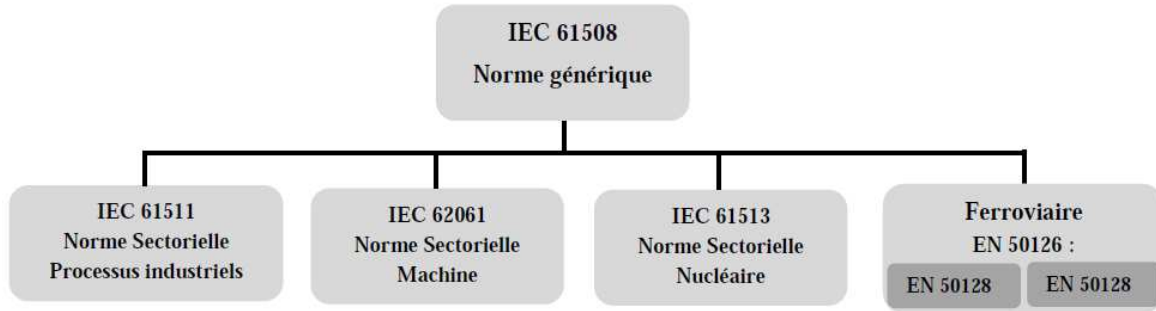 IEC 61508
Norme générique
IEC 61511
Norme Sectorielle
Processus industriels
IEC 62061
Norme Sectorielle
Machine
IEC 61513
Norme Sectorielle
Nucléaire
Ferroviaire
EN 50126 :
EN 50128
EN 50128